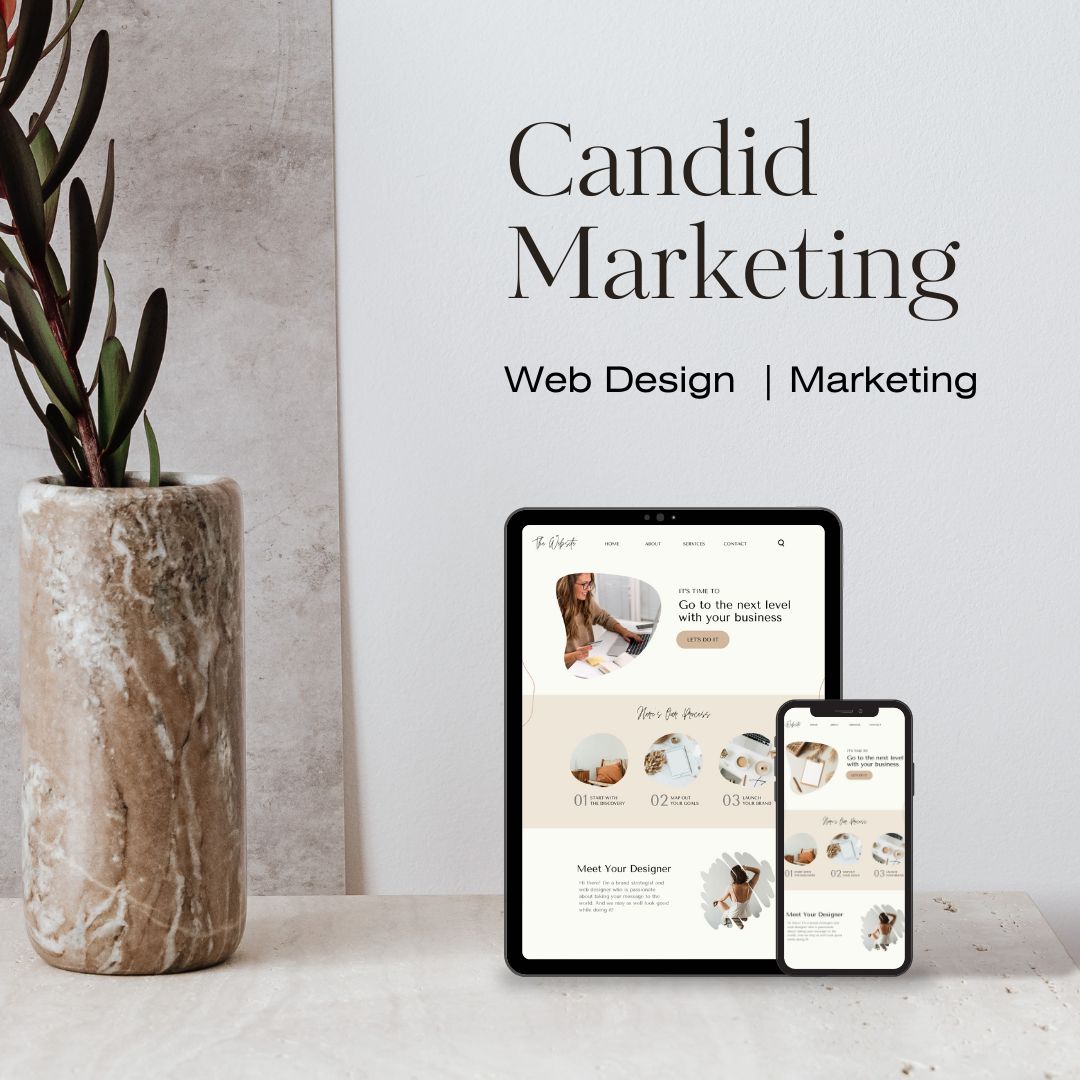 Candid
Marketing
Web Design | Marketing
The Website
HOME ABOUT SERVICES CONTACT
IT'S TIME TO
Go to the next level
with your business
LET'S DO IT
Here's Our Process
01 START WITH
THE DISCOVERY
02 MAP OUT
YOUR GOALS
03 LAUNCH
YOUR BRAND
Meet Your Designer
Hi there! I'm a brand strategist and
web designer who is passionate
about taking your message to the
world. And we may as well look good
while doing it!
Website
HOME ABOUT SERVICES CONTACT
IT'S TIME TO
Go to the next level
with your business
LET'S DO IT
Here's Our Process
01
02
03
Meet Your Designer